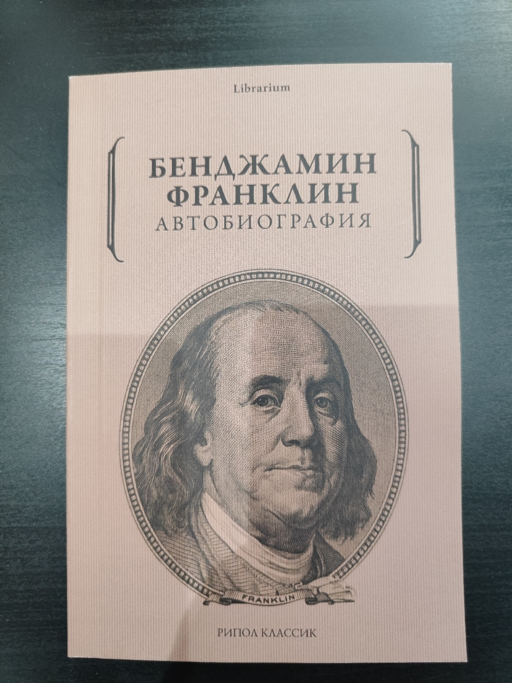 Librarium
БЕНДЖАМИН
ФРАНКЛИН
АВТОБИОГРАФИЯ
FRANKLIN
РИПОЛ КЛАССИК